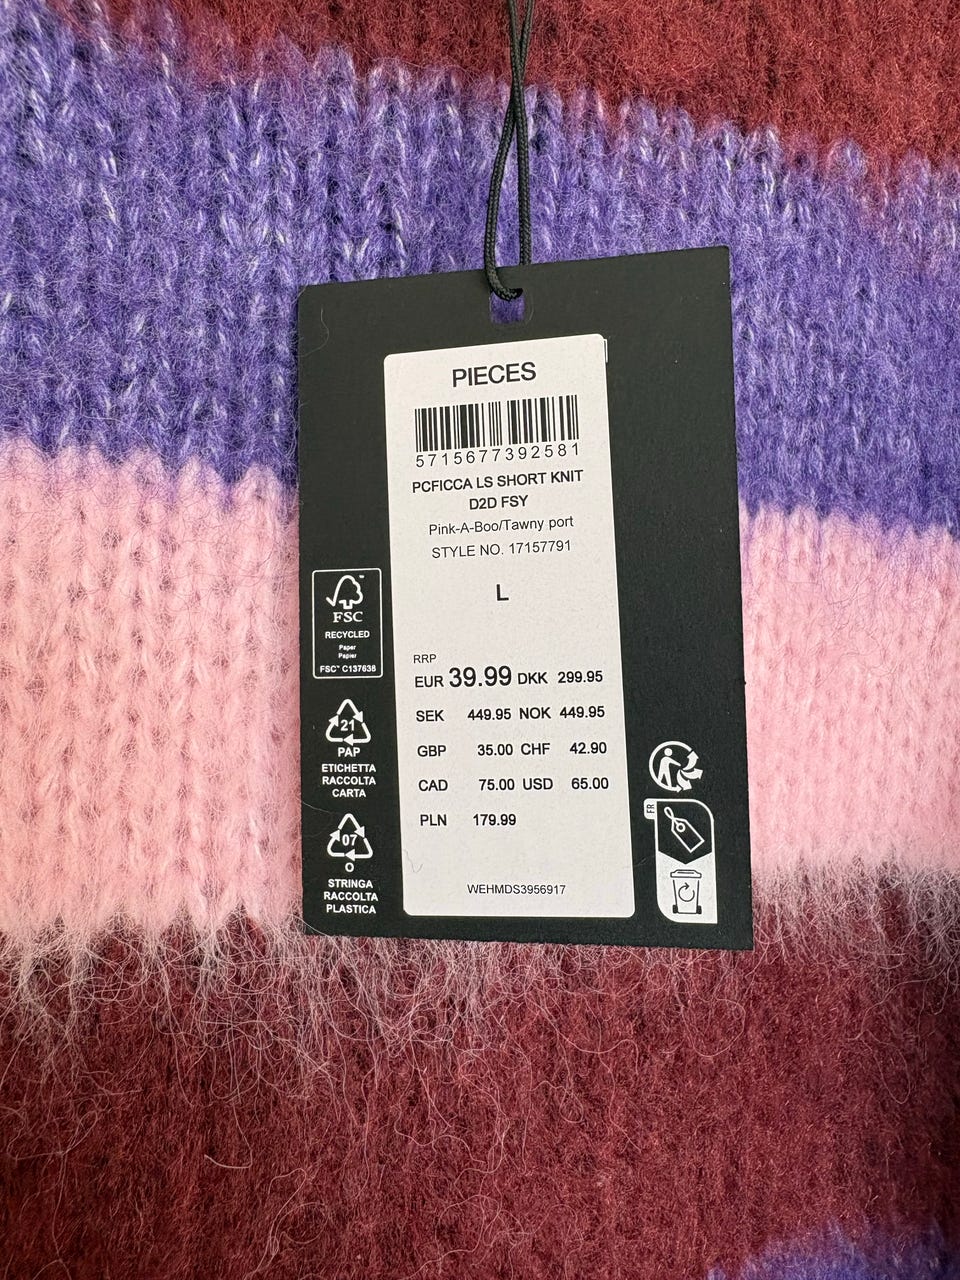 PIECES
5715677392581
PCFICCA LS SHORT KNIT
D2D FSY
Pink-A-Boo/Tawny port
STYLE NO. 17157791
L
RRP
EUR 39.99 DKK 299.95
SEK 449.95 NOK 449.95
GBP 35.00 CHF 42.90
CAD 75.00 USD 65.00
PLN 179.99
WEHMDS3956917
FSC™
RECYCLED
Paper
Papier
FSC™ C137638
21
PAP
ETICHETTA
RACCOLTA
CARTA
07
O
STRINGA
RACCOLTA
PLASTICA
FR